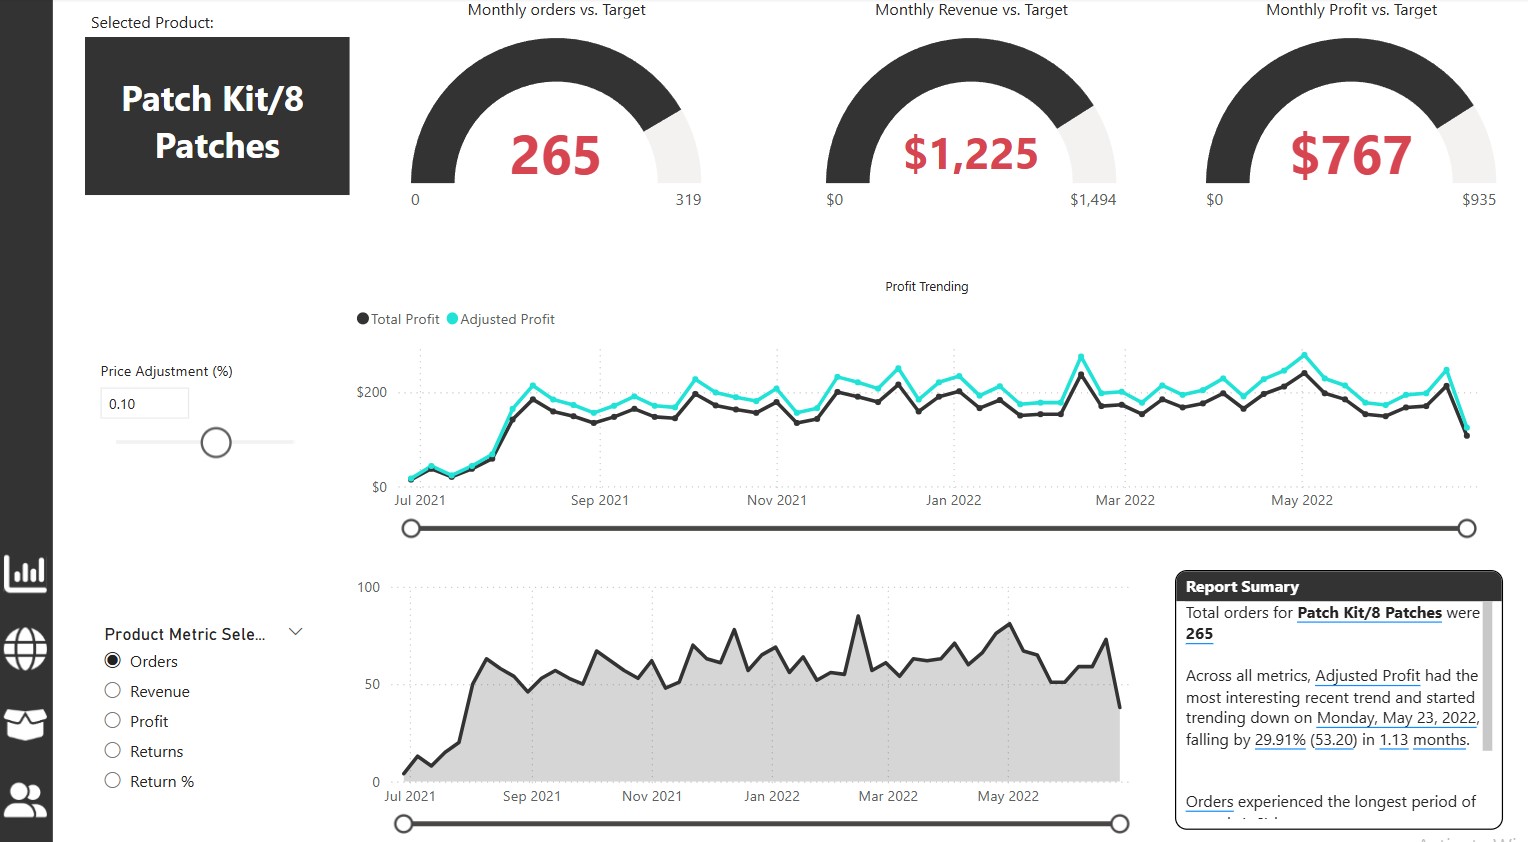 Selected Product:
Patch Kit/8
Patches
Monthly orders vs. Target
265
0
319
Monthly Revenue vs. Target
$1,225
$0
$1,494
Monthly Profit vs. Target
$767
$0
$935
Profit Trending
Total Profit
Adjusted Profit
Price Adjustment (%)
0.10
$200
$0
Jul 2021
Sep 2021
Nov 2021
Jan 2022
Mar 2022
May 2022
Product Metric Sele...
Orders
Revenue
Profit
Returns
Return %
100
50
0
Jul 2021
Sep 2021
Nov 2021
Jan 2022
Mar 2022
May 2022
Report Sumary
Total orders for Patch Kit/8 Patches were
265
Across all metrics, Adjusted Profit had the
most interesting recent trend and started
trending down on Monday, May 23, 2022,
falling by 29.91% (53.20) in 1.13 months.
Orders experienced the longest period of